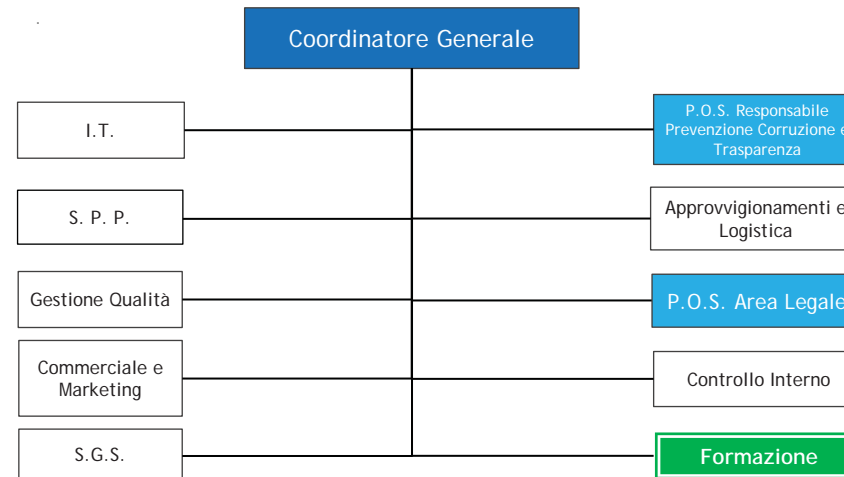 Coordinatore Generale
I.T.
P.O.S. Responsabile
Prevenzione Corruzione e
Trasparenza
S. P. P.
Approvvigionamenti e
Logistica
Gestione Qualità
P.O.S. Area Legale
Commerciale e
Marketing
Controllo Interno
S.G.S.
Formazione